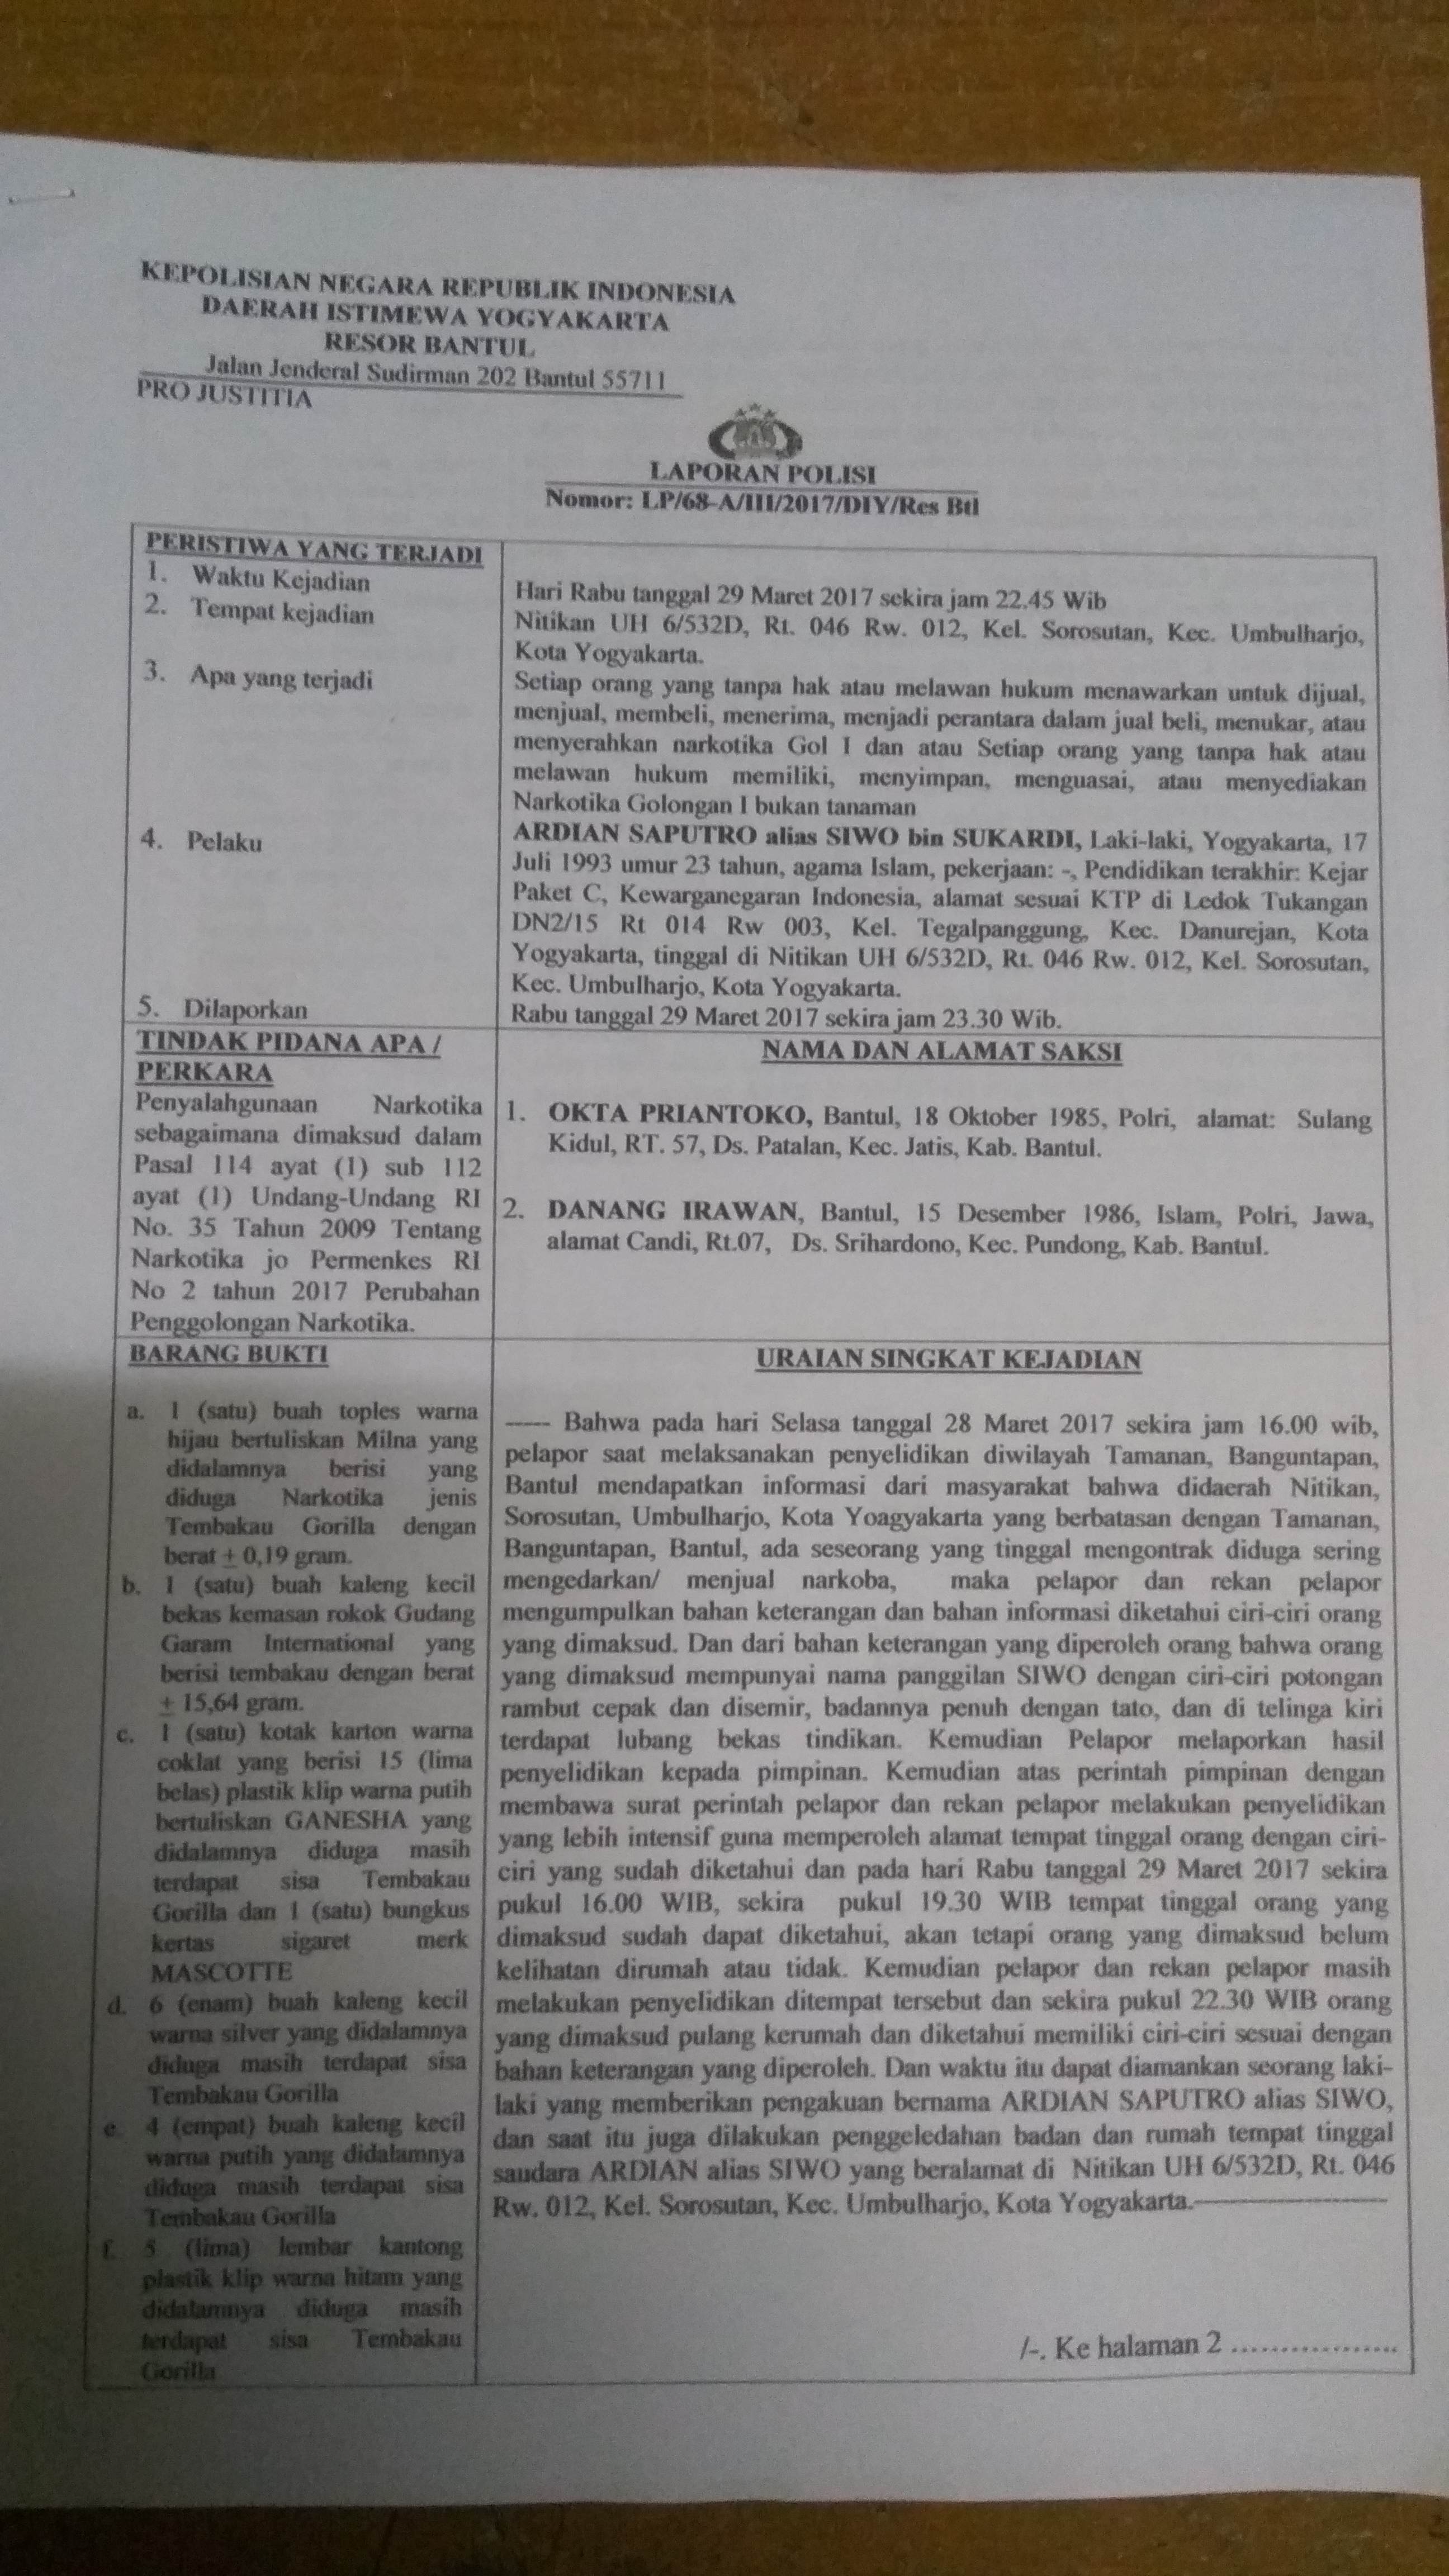 KEPOLISIAN NEGARA REPUBLIK INDONESIA
DAERAH ISTIMEWA YOGYAKARTA
RESOR BANTUL
Jalan Jenderal Sudirman 202 Bantul 55711
PRO JUSTITIA
LAPORAN POLISI
Nomor: LP/68-A/III/2017/DIY/Res Btl
PERISTIWA YANG TERJADI
1. Waktu Kejadian
Hari Rabu tanggal 29 Maret 2017 sekira jam 22.45 Wib
2. Tempat kejadian
Nitikan UH 6/532D, Rt. 046 Rw. 012, Kel. Sorosutan, Kec. Umbulharjo,
Kota Yogyakarta.
3. Apa yang terjadi
Setiap orang yang tanpa hak atau melawan hukum menawarkan untuk dijual,
menjual, membeli, menerima, menjadi perantara dalam jual beli, menukar, atau
menyerahkan narkotika Gol I dan atau Setiap orang yang tanpa hak atau
melawan hukum memiliki, menyimpan, menguasai, atau menyediakan
Narkotika Golongan I bukan tanaman
4. Pelaku
ARDIAN SAPUTRO alias SIWO bin SUKARDI, Laki-laki, Yogyakarta, 17
Juli 1993 umur 23 tahun, agama Islam, pekerjaan: -, Pendidikan terakhir: Kejar
Paket C, Kewarganegaran Indonesia, alamat sesuai KTP di Ledok Tukangan
DN2/15 Rt 014 Rw 003, Kel. Tegalpanggung, Kec. Danurejan, Kota
Yogyakarta, tinggal di Nitikan UH 6/532D, Rt. 046 Rw. 012, Kel. Sorosutan,
Kec. Umbulharjo, Kota Yogyakarta.
5. Dilaporkan
Rabu tanggal 29 Maret 2017 sekira jam 23.30 Wib.
TINDAK PIDANA APA /
PERKARA
Penyalahgunaan Narkotika
sebagaimana dimaksud dalam
Pasal 114 ayat (1) sub 112
ayat (1) Undang-Undang RI
No. 35 Tahun 2009 Tentang
Narkotika jo Permenkes RI
No 2 tahun 2017 Perubahan
Penggolongan Narkotika.
NAMA DAN ALAMAT SAKSI
1. OKTA PRIANTOKO, Bantul, 18 Oktober 1985, Polri, alamat: Sulang
Kidul, RT. 57, Ds. Patalan, Kec. Jatis, Kab. Bantul.
2. DANANG IRAWAN, Bantul, 15 Desember 1986, Islam, Polri, Jawa,
alamat Candi, Rt.07, Ds. Srihardono, Kec. Pundong, Kab. Bantul.
BARANG BUKTI
a. 1 (satu) buah toples warna
hijau bertuliskan Milna yang
didalamnya berisi yang
diduga Narkotika jenis
Tembakau Gorilla dengan
berat ± 0,19 gram.
b. 1 (satu) buah kaleng kecil
bekas kemasan rokok Gudang
Garam International yang
berisi tembakau dengan berat
± 15,64 gram.
c. 1 (satu) kotak karton warna
coklat yang berisi 15 (lima
belas) plastik klip warna putih
bertuliskan GANESHA yang
didalamnya diduga masih
terdapat sisa Tembakau
Gorilla dan 1 (satu) bungkus
kertas sigaret merk
MASCOTTE
d. 6 (enam) buah kaleng kecil
warna silver yang didalamnya
diduga masih terdapat sisa
Tembakau Gorilla
e. 4 (empat) buah kaleng kecil
warna putih yang didalamnya
diduga masih terdapat sisa
Tembakau Gorilla
f. 5 (lima) lembar kantong
plastik klip warna hitam yang
didalamnya diduga masih
terdapat sisa Tembakau
Gorilla
URAIAN SINGKAT KEJADIAN
----- Bahwa pada hari Selasa tanggal 28 Maret 2017 sekira jam 16.00 wib,
pelapor saat melaksanakan penyelidikan diwilayah Tamanan, Banguntapan,
Bantul mendapatkan informasi dari masyarakat bahwa didaerah Nitikan,
Sorosutan, Umbulharjo, Kota Yoagyakarta yang berbatasan dengan Tamanan,
Banguntapan, Bantul, ada seseorang yang tinggal mengontrak diduga sering
mengedarkan/ menjual narkoba, maka pelapor dan rekan pelapor
mengumpulkan bahan keterangan dan bahan informasi diketahui ciri-ciri orang
yang dimaksud. Dan dari bahan keterangan yang diperoleh orang bahwa orang
yang dimaksud mempunyai nama panggilan SIWO dengan ciri-ciri potongan
rambut cepak dan disemir, badannya penuh dengan tato, dan di telinga kiri
terdapat lubang bekas tindikan. Kemudian Pelapor melaporkan hasil
penyelidikan kepada pimpinan. Kemudian atas perintah pimpinan dengan
membawa surat perintah pelapor dan rekan pelapor melakukan penyelidikan
yang lebih intensif guna memperoleh alamat tempat tinggal orang dengan ciri-
ciri yang sudah diketahui dan pada hari Rabu tanggal 29 Maret 2017 sekira
pukul 16.00 WIB, sekira pukul 19.30 WIB tempat tinggal orang yang
dimaksud sudah dapat diketahui, akan tetapi orang yang dimaksud belum
kelihatan dirumah atau tidak. Kemudian pelapor dan rekan pelapor masih
melakukan penyelidikan ditempat tersebut dan sekira pukul 22.30 WIB orang
yang dimaksud pulang kerumah dan diketahui memiliki ciri-ciri sesuai dengan
bahan keterangan yang diperoleh. Dan waktu itu dapat diamankan seorang laki-
laki yang memberikan pengakuan bernama ARDIAN SAPUTRO alias SIWO,
dan saat itu juga dilakukan penggeledahan badan dan rumah tempat tinggal
saudara ARDIAN alias SIWO yang beralamat di Nitikan UH 6/532D, Rt. 046
Rw. 012, Kel. Sorosutan, Kec. Umbulharjo, Kota Yogyakarta.--------------------
/-. Ke halaman 2 ..................